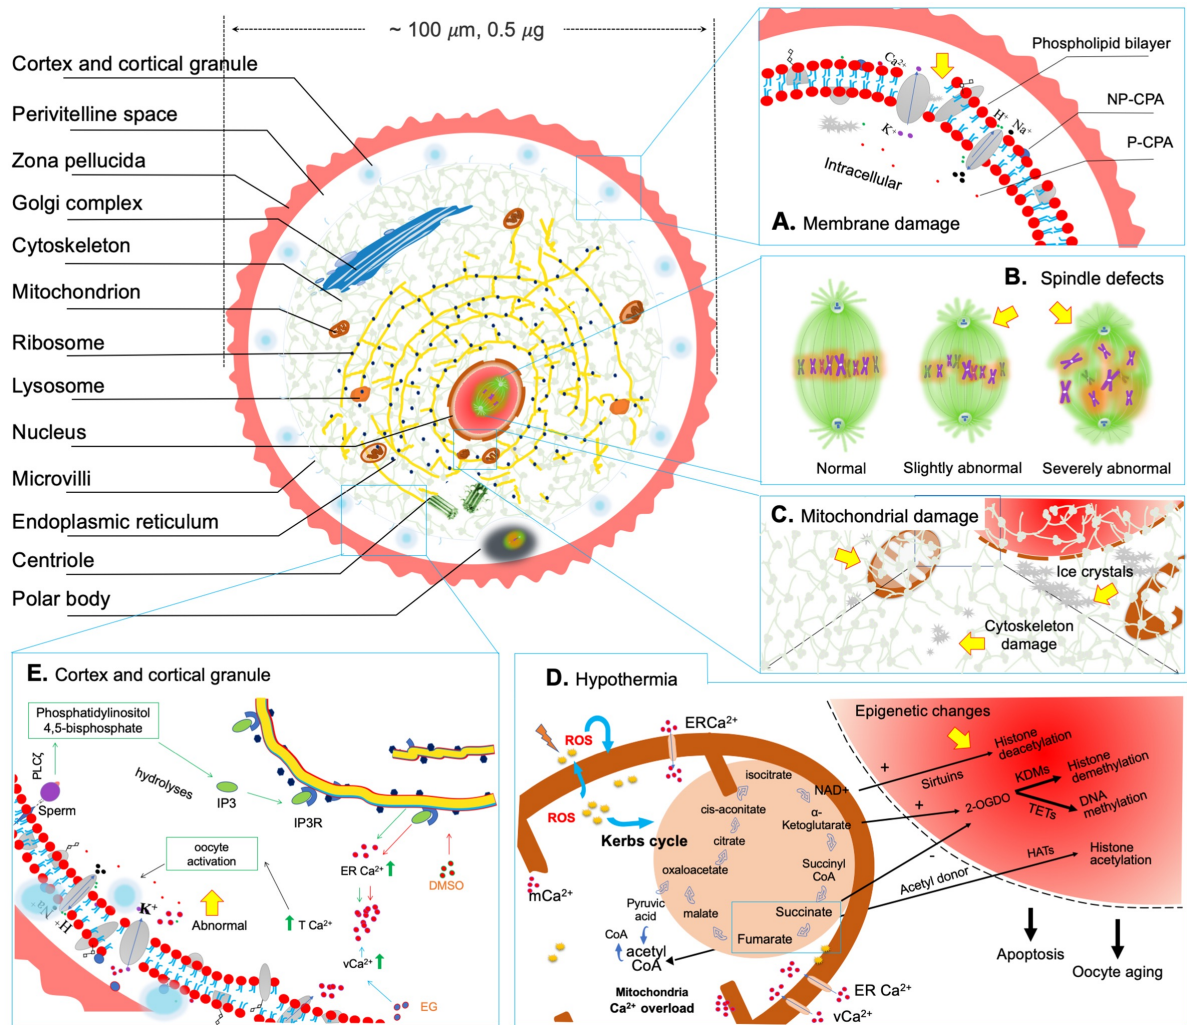 ~ 100 μm, 0.5 μg
Cortex and cortical granule
Perivitelline space
Zona pellucida
Golgi complex
Cytoskeleton
Mitochondrion
Ribosome
Lysosome
Nucleus
Microvilli
Endoplasmic reticulum
Centriole
Polar body
Ca²⁺
Phospholipid bilayer
NP-CPA
H⁺ Na⁺
K⁺
P-CPA
Intracellular
A. Membrane damage
B. Spindle defects
Normal
Slightly abnormal
Severely abnormal
C. Mitochondrial damage
Ice crystals
Cytoskeleton
damage
E. Cortex and cortical granule
Phosphatidylinositol
4,5-bisphosphate
PLCζ
Sperm
hydrolyses
IP3
IP3R
oocyte
activation
Abnormal
K⁺
Na⁺
H⁺
T Ca²⁺
ER Ca²⁺
DMSO
vCa²⁺
EG
D. Hypothermia
ROS
ERCa²⁺
ROS
Kerbs cycle
isocitrate
NAD+
cis-aconitate
α-
Ketoglutarate
citrate
oxaloacetate
Succinyl
CoA
mCa²⁺
Pyruvic
acid
malate
Succinate
Fumarate
CoA
acetyl
CoA
Mitochondria
Ca²⁺ overload
ER Ca²⁺
vCa²⁺
Epigenetic changes
Histone
deacetylation
+
Sirtuins
KDMs
Histone
demethylation
+
2-OGDO
TETs
DNA
methylation
-
HATs
Histone
acetylation
Acetyl donor
Apoptosis
Oocyte aging